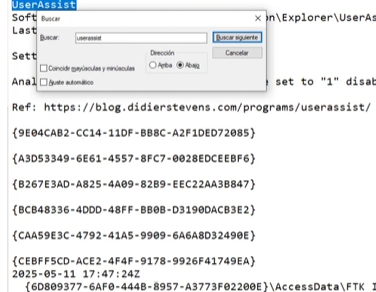 UserAssist
Soft
n\Explorer\UserAs
Last
Buscar
Buscar:
userassist
Buscar siguiente
Cancelar
Dirección
Arriba
Abajo
Coincidir mayúsculas y minúsculas
Ajuste automático
Sett
Anal
set to "1" disab
Ref: https://blog.didierstevens.com/programs/userassist/
{9E04CAB2-CC14-11DF-BB8C-A2F1DED72085}
{A3D53349-6E61-4557-8FC7-0028EDCEEBF6}
{B267E3AD-A825-4A09-82B9-EEC22AA3B847}
{BCB48336-4DDD-48FF-BB0B-D3190DACB3E2}
{CAA59E3C-4792-41A5-9909-6A6A8D32490E}
{CEBFF5CD-ACE2-4F4F-9178-9926F41749EA}
2025-05-11 17:47:24Z
{6D809377-6AF0-444B-8957-A3773F02200E}\AccessData\FTK I